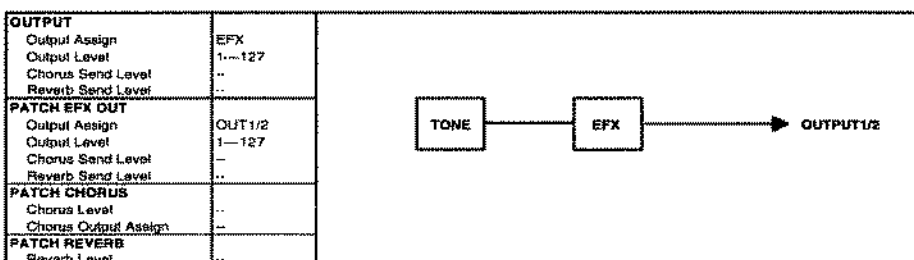 OUTPUT
Output Assign EFX
Output Level 1—127
Chorus Send Level --
Reverb Send Level --
PATCH EFX OUT
Output Assign OUT1/2
Output Level 1—127
Chorus Send Level --
Reverb Send Level --
PATCH CHORUS
Chorus Level --
Chorus Output Assign --
PATCH REVERB
Reverb Level --
TONE EFX OUTPUT1/2